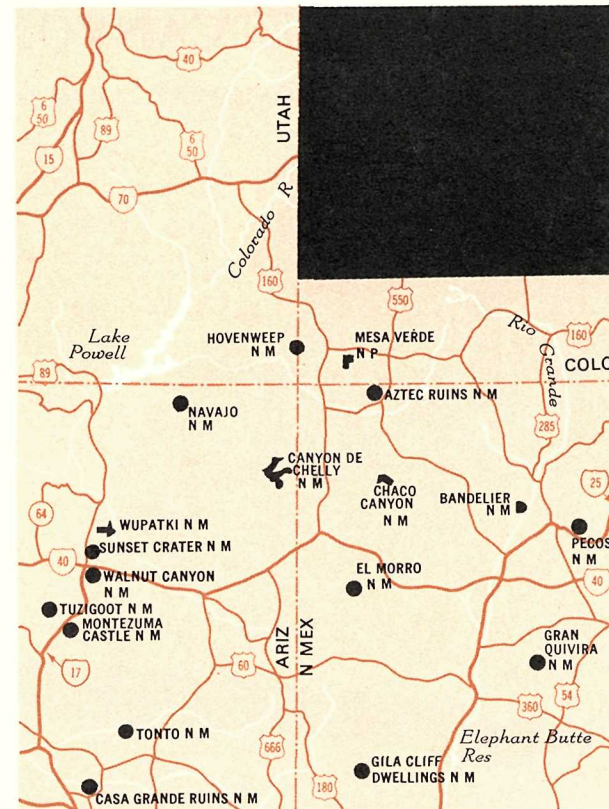 40
6
50
89
6
50
15
UTAH
70
Colorado R
160
550
Rio Grande
160
Lake
Powell
HOVENWEEP
N M
MESA VERDE
N P
COLO
89
AZTEC RUINS N M
NAVAJO
N M
285
CANYON DE
CHELLY
N M
CHACO
CANYON
N M
BANDELIER
N M
25
64
WUPATKI N M
PECOS
N M
SUNSET CRATER N M
40
WALNUT CANYON
N M
EL MORRO
N M
40
TUZIGOOT N M
MONTEZUMA
CASTLE N M
ARIZ
N MEX
GRAN
QUIVIRA
N M
17
60
54
360
TONTO N M
666
Elephant Butte
Res
GILA CLIFF
DWELLINGS N M
180
CASA GRANDE RUINS N M